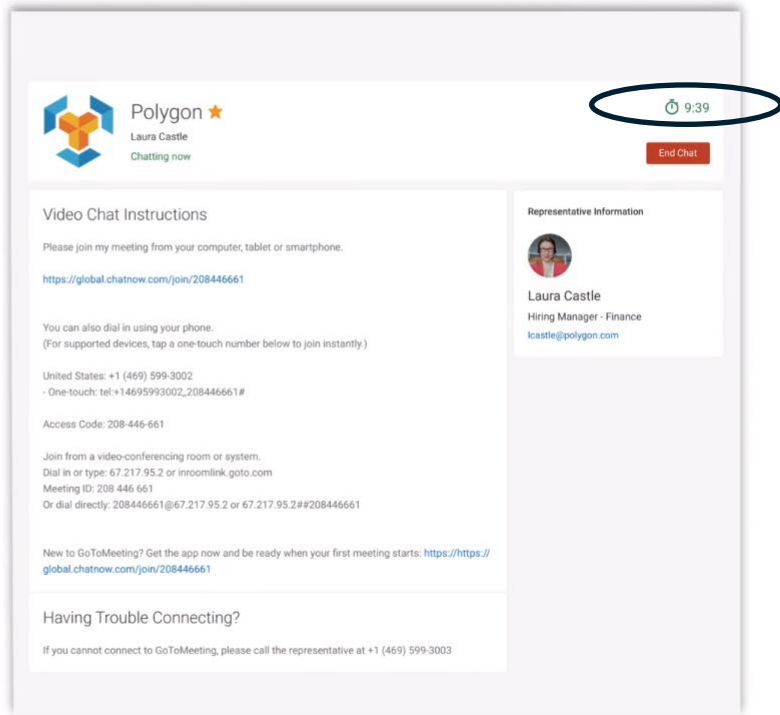 Polygon
Laura Castle
Chatting now
9:39
End Chat
Video Chat Instructions
Please join my meeting from your computer, tablet or smartphone.
https://global.chatnow.com/join/208446661
You can also dial in using your phone.
(For supported devices, tap a one-touch number below to join instantly.)
United States: +1 (469) 599-3002
- One-touch: tel:+14695993002,,208446661#
Access Code: 208-446-661
Join from a video-conferencing room or system.
Dial in or type: 67.217.95.2 or inroomlink.goto.com
Meeting ID: 208 446 661
Or dial directly: 208446661@67.217.95.2 or 67.217.95.2##208446661
New to GoToMeeting? Get the app now and be ready when your first meeting starts: https://https://
global.chatnow.com/join/208446661
Having Trouble Connecting?
If you cannot connect to GoToMeeting, please call the representative at +1 (469) 599-3003
Representative Information
Laura Castle
Hiring Manager - Finance
lcastle@polygon.com